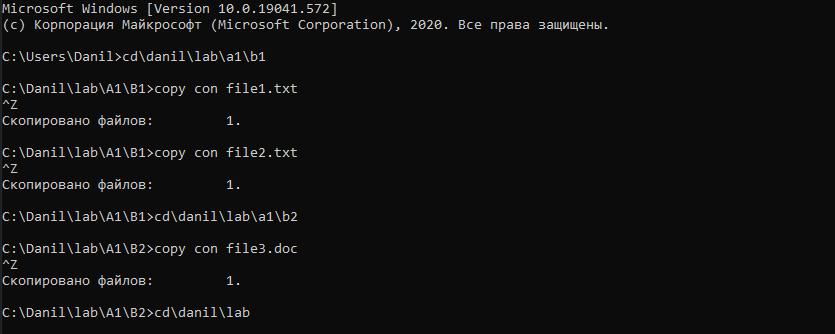 Microsoft Windows [Version 10.0.19041.572]
(c) Корпорация Майкрософт (Microsoft Corporation), 2020. Все права защищены.
C:\Users\Danil>cd\danil\lab\a1\b1
C:\Danil\lab\A1\B1>copy con file1.txt
^Z
Скопировано файлов:         1.
C:\Danil\lab\A1\B1>copy con file2.txt
^Z
Скопировано файлов:         1.
C:\Danil\lab\A1\B1>cd\danil\lab\a1\b2
C:\Danil\lab\A1\B2>copy con file3.doc
^Z
Скопировано файлов:         1.
C:\Danil\lab\A1\B2>cd\danil\lab